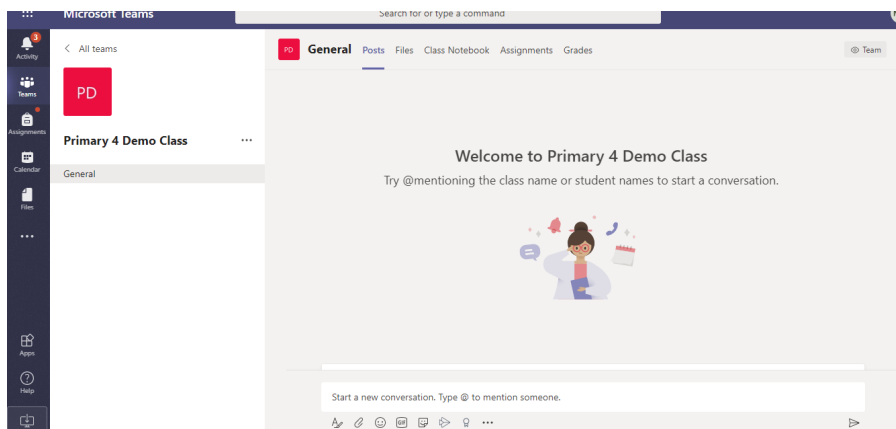 Microsoft Teams
Search for or type a command
3
Activity
Teams
Assignments
Calendar
Files
Apps
Help
All teams
PD
Primary 4 Demo Class
General
PD
General Posts Files Class Notebook Assignments Grades
Team
Welcome to Primary 4 Demo Class
Try @mentioning the class name or student names to start a conversation.
Start a new conversation. Type @ to mention someone.
GIF